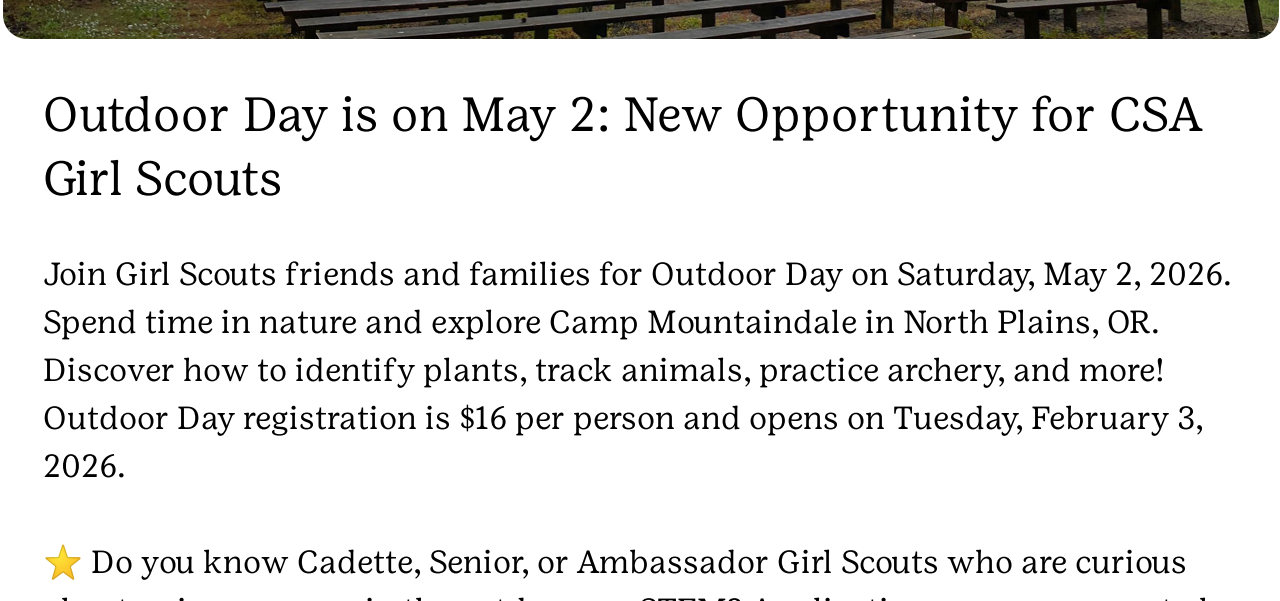 Outdoor Day is on May 2: New Opportunity for CSA
Girl Scouts
Join Girl Scouts friends and families for Outdoor Day on Saturday, May 2, 2026.
Spend time in nature and explore Camp Mountaindale in North Plains, OR.
Discover how to identify plants, track animals, practice archery, and more!
Outdoor Day registration is $16 per person and opens on Tuesday, February 3,
2026.
⭐ Do you know Cadette, Senior, or Ambassador Girl Scouts who are curious